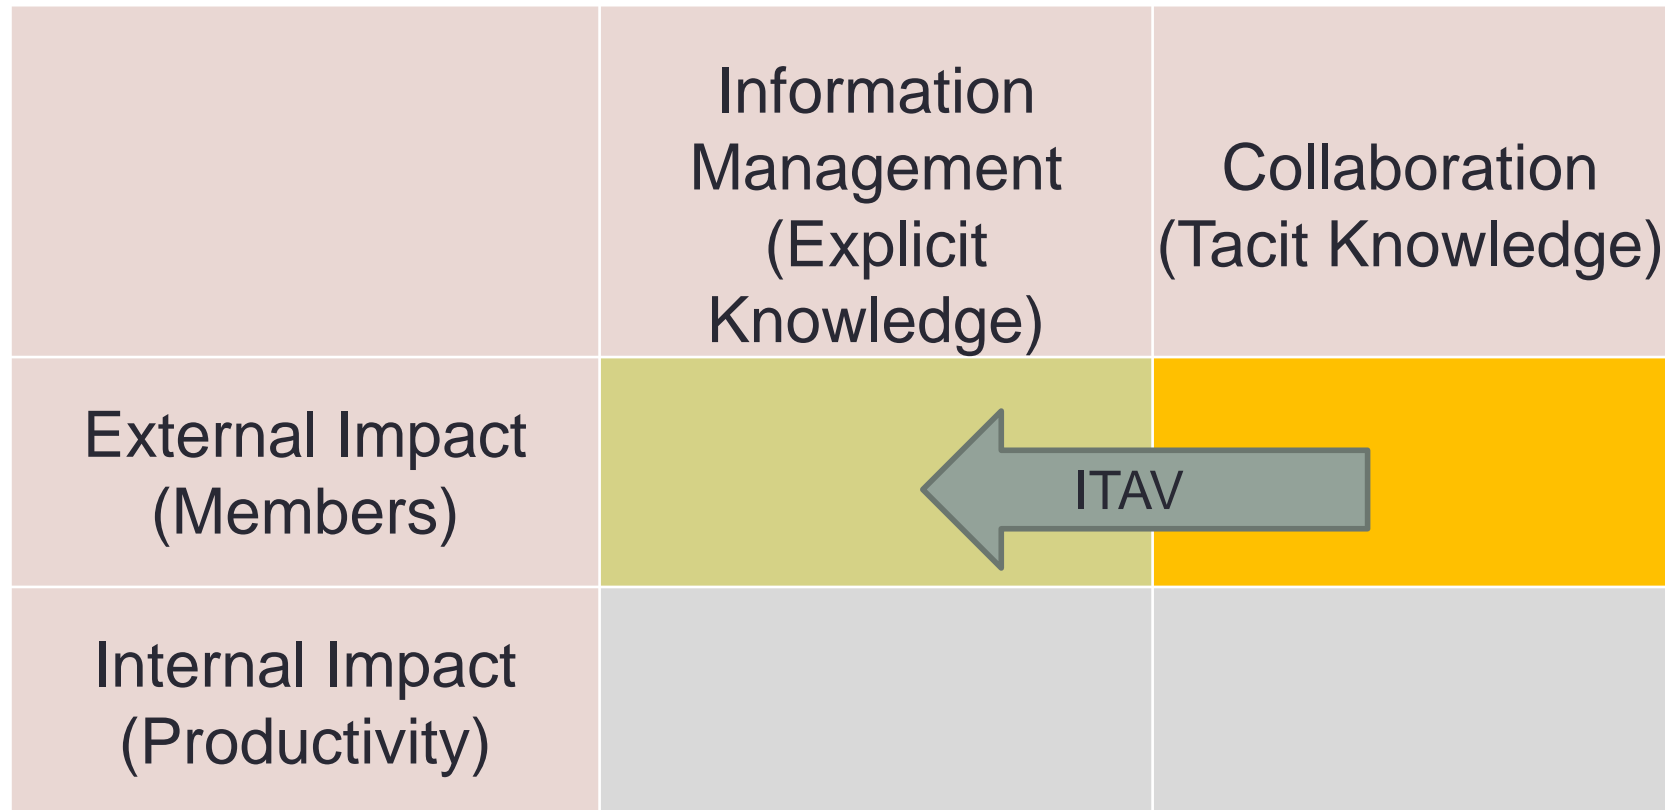 Information
Management
(Explicit
Knowledge)
Collaboration
(Tacit Knowledge)
External Impact
(Members)
ITAV
Internal Impact
(Productivity)